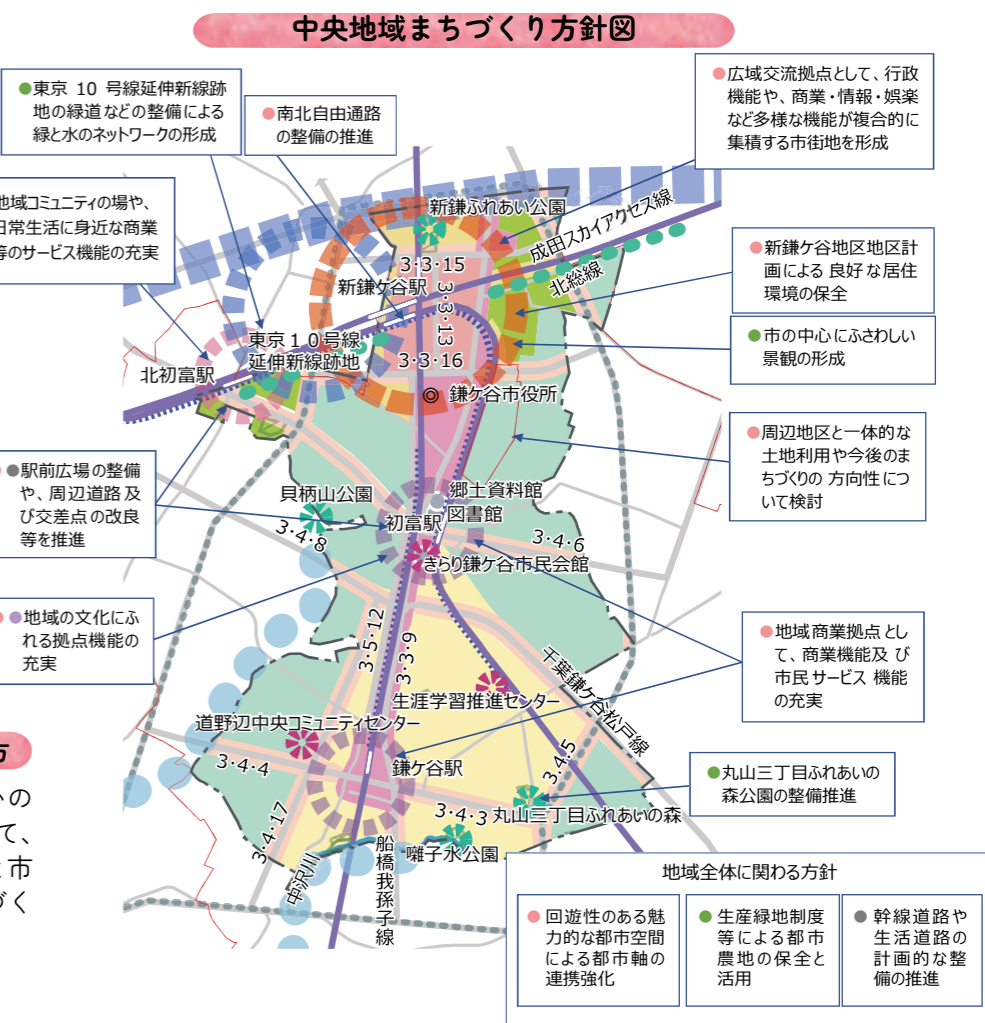 中央地域まちづくり方針図
●東京 10 号線延伸新線跡
地の緑道などの整備による
緑と水のネットワークの形成
●南北自由通路
の整備の推進
●広域交流拠点として、行政
機能や、商業・情報・娯楽
など多様な機能が複合的に
集積する市街地を形成
地域コミュニティの場や、
日常生活に身近な商業
等のサービス機能の充実
●新鎌ケ谷地区地区計
画による 良好な居住
環境の保全
●市の中心にふさわしい
景観の形成
●周辺地区と一体的な
土地利用や今後のま
ちづくりの 方向性につ
いて検討
●駅前広場の整備
や、周辺道路及
び交差点の改良
等を推進
●地域の文化にふ
れる拠点機能の
充実
●地域商業拠点とし
て、商業機能及び
市民サービス機能
の充実
●丸山三丁目ふれあいの
森公園の整備推進
新鎌ふれあい公園
成田スカイアクセス線
北総線
3・3・15
新鎌ケ谷駅
3・3・13
3・3・16
東京10号線
延伸新線跡地
北初富駅
鎌ケ谷市役所
貝柄山公園
郷土資料館
図書館
初富駅
3・4・8
3・4・6
きらり鎌ケ谷市民会館
3・5・12
3・3・9
千葉鎌ケ谷松戸線
生涯学習推進センター
道野辺中央コミュニティセンター
3・4・4
鎌ケ谷駅
3・4・5
3・4・3
丸山三丁目ふれあいの森
3・4・17
中沢川
船橋我孫子線
囃子水公園
方
の
て、
市
づく
地域全体に関わる方針
●回遊性のある魅
力的な都市空間
による都市軸の
連携強化
●生産緑地制度
等による都市
農地の保全と
活用
●幹線道路や
生活道路の
計画的な整
備の推進